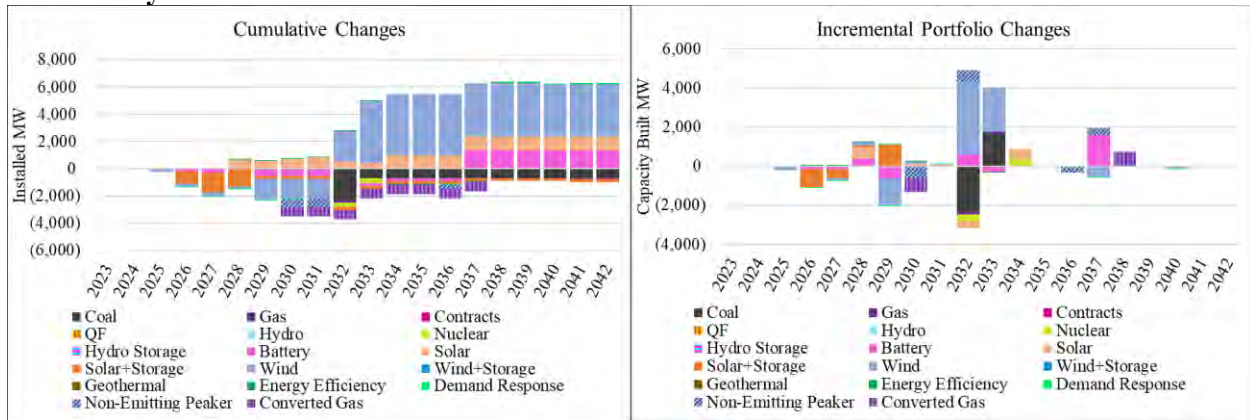 Cumulative Changes
Installed MW
8,000
6,000
4,000
2,000
0
(2,000)
(4,000)
(6,000)
2023 2024 2025 2026 2027 2028 2029 2030 2031 2032 2033 2034 2035 2036 2037 2038 2039 2040 2041 2042
Coal Gas Contracts
QF Hydro Nuclear
Hydro Storage Battery Solar
Solar+Storage Wind Wind+Storage
Geothermal Energy Efficiency Demand Response
Non-Emitting Peaker Converted Gas
Incremental Portfolio Changes
Capacity Built MW
6,000
4,000
2,000
0
(2,000)
(4,000)
2023 2024 2025 2026 2027 2028 2029 2030 2031 2032 2033 2034 2035 2036 2037 2038 2039 2040 2041 2042
Coal Gas Contracts
QF Hydro Nuclear
Hydro Storage Battery Solar
Solar+Storage Wind Wind+Storage
Geothermal Energy Efficiency Demand Response
Non-Emitting Peaker Converted Gas